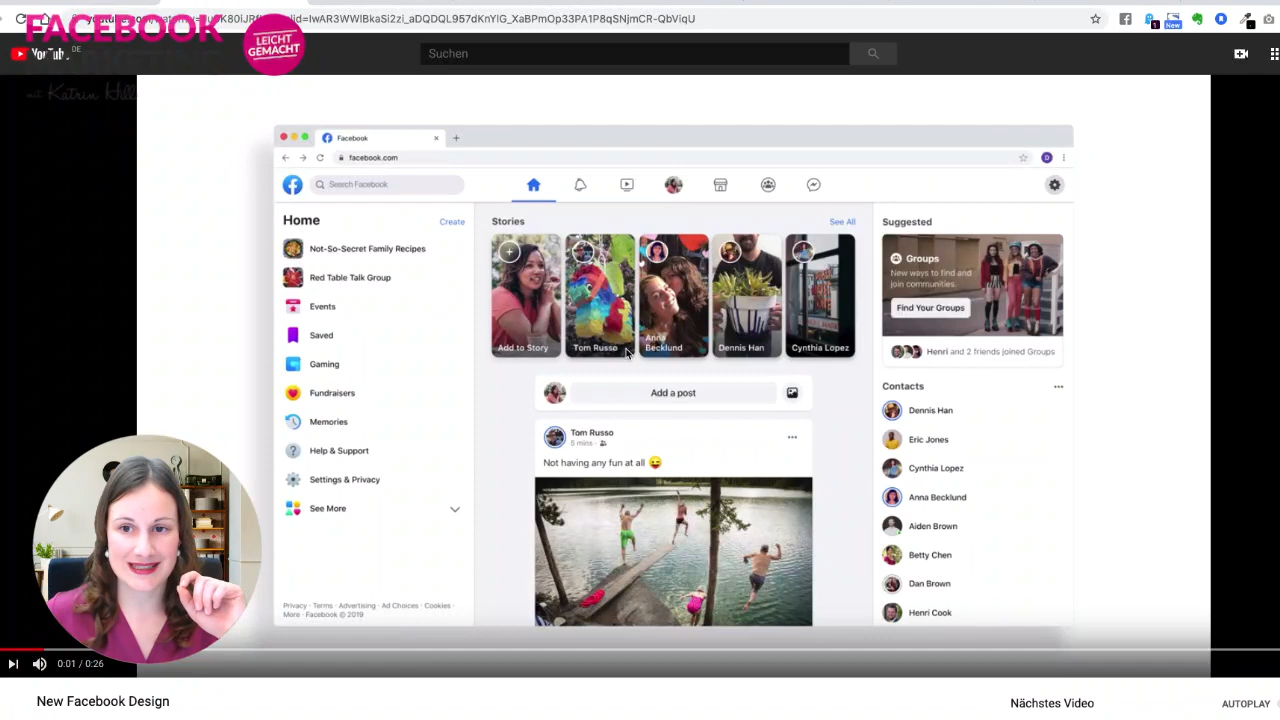 FACEBOOK
LEICHT
GEMACHT
mit Katrin Hill
YouTube DE
Suchen
New
1
Facebook
facebook.com
D
Search Facebook
Home
Create
Not-So-Secret Family Recipes
Red Table Talk Group
Events
Saved
Gaming
Fundraisers
Memories
Help & Support
Settings & Privacy
See More
Privacy · Terms · Advertising · Ad Choices · Cookies ·
More · Facebook © 2019
Stories
See All
Add to Story
Tom Russo
Anna
Becklund
Dennis Han
Cynthia Lopez
Add a post
Tom Russo
5 mins ·
Not having any fun at all 😜
Suggested
Groups
New ways to find and
join communities.
Find Your Groups
Henri and 2 friends joined Groups
Contacts
Dennis Han
Eric Jones
Cynthia Lopez
Anna Becklund
Aiden Brown
Betty Chen
Dan Brown
Henri Cook
0:01 / 0:26
New Facebook Design
Nächstes Video
AUTOPLAY